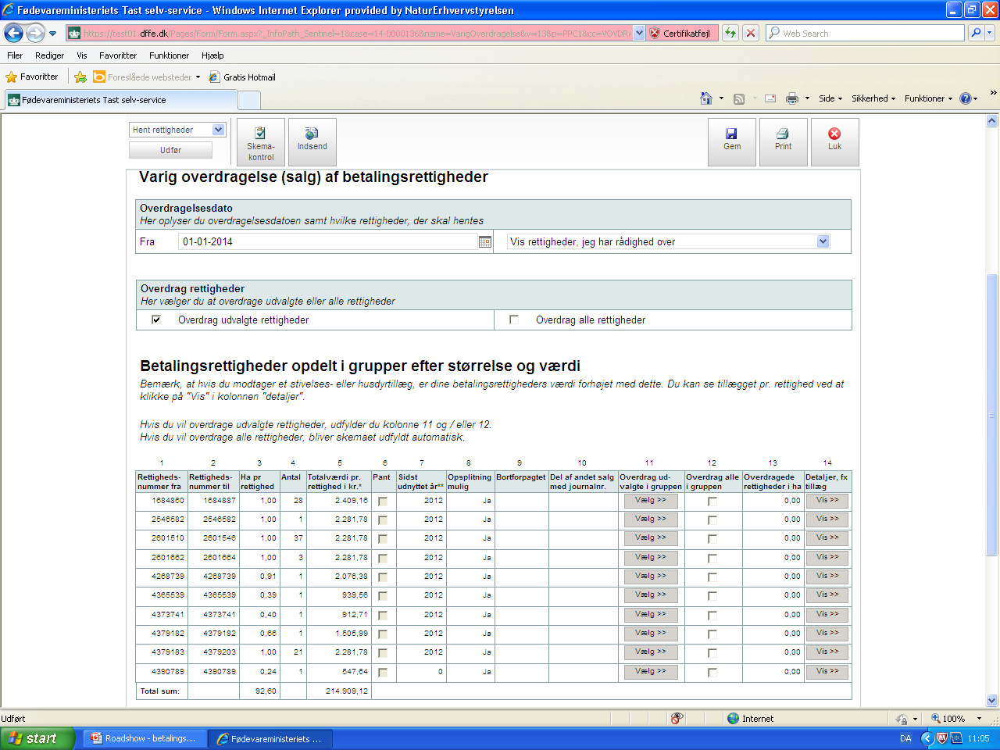 Fødevareministeriets Tast selv-service - Windows Internet Explorer provided by NaturErhvervstyrelsen
https://test01.dffe.dk/Pages/Form/Form.aspx?_InfoPath_Sentinel=1&case=14-0000136&name=VarigOverdragelse&v=13&p=PPC1&cc=VOVDR
Certifikatfejl
Web Search
Filer Rediger Vis Favoritter Funktioner Hjælp
Favoritter Foreslåede websteder Gratis Hotmail
Fødevareministeriets Tast selv-service
Side Sikkerhed Funktioner
Hent rettigheder
Udfør
Skema-kontrol
Indsend
Gem
Print
Luk
Varig overdragelse (salg) af betalingsrettigheder
Overdragelsesdato
Her oplyser du overdragelsesdatoen samt hvilke rettigheder, der skal hentes
Fra 01-01-2014 Vis rettigheder, jeg har rådighed over
Overdrag rettigheder
Her vælger du at overdrage udvalgte eller alle rettigheder
Overdrag udvalgte rettigheder Overdrag alle rettigheder
Betalingsrettigheder opdelt i grupper efter størrelse og værdi
Bemærk, at hvis du modtager et stivelses- eller husdyrtillæg, er dine betalingsrettigheders værdi forhøjet med dette. Du kan se tillægget pr. rettighed ved at
klikke på "Vis" i kolonnen "detaljer".
Hvis du vil overdrage udvalgte rettigheder, udfylder du kolonne 11 og / eller 12.
Hvis du vil overdrage alle rettigheder, bliver skemaet udfyldt automatisk.
1 2 3 4 5 6 7 8 9 10 11 12 13 14
Rettigheds- Rettigheds- Ha pr Antal Totalværdi pr. Pant Sidst Opsplitning Bortforpagtet Del af andet salg Overdrag ud- Overdrag alle Overdragede Detaljer, fx
nummer fra nummer til rettighed rettighed i kr.* udnyttet år** mulig med journalnr. valgte i gruppen i gruppen rettigheder i ha tillæg
1684860 1684887 1,00 28 2.409,16 2012 Ja Vælg >> 0,00 Vis >>
2546582 2546582 1,00 1 2.281,78 2012 Ja Vælg >> 0,00 Vis >>
2601510 2601546 1,00 37 2.281,78 2012 Ja Vælg >> 0,00 Vis >>
2601662 2601664 1,00 3 2.281,78 2012 Ja Vælg >> 0,00 Vis >>
4268739 4268739 0,91 1 2.076,38 2012 Ja Vælg >> 0,00 Vis >>
4365539 4365539 0,39 1 939,56 2012 Ja Vælg >> 0,00 Vis >>
4373741 4373741 0,40 1 912,71 2012 Ja Vælg >> 0,00 Vis >>
4379182 4379182 0,66 1 1.505,99 2012 Ja Vælg >> 0,00 Vis >>
4379183 4379203 1,00 21 2.281,78 2012 Ja Vælg >> 0,00 Vis >>
4390789 4390789 0,24 1 547,64 0 Ja Vælg >> 0,00 Vis >>
Total sum: 92,60 214.909,12
Udført Internet 100%
start Roadshow - betalings... Fødevareministeriets ... DA 11:05